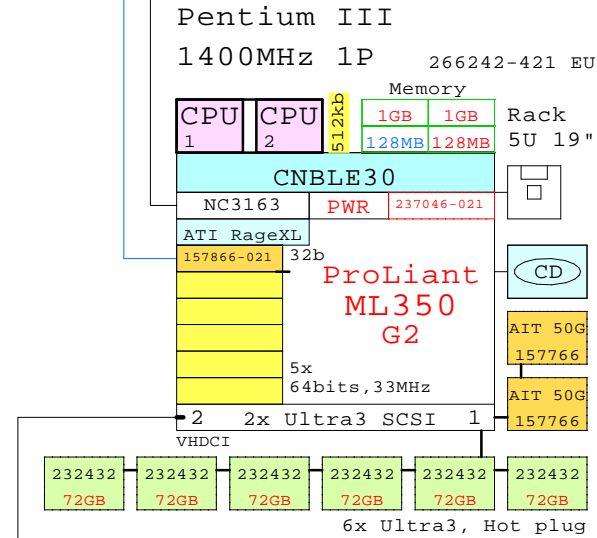 Pentium III
1400MHz 1P
266242-421 EU
Memory
CPU
1
CPU
2
512kb
1GB 1GB
128MB 128MB
Rack
5U 19"
CNBLE30
NC3163 PWR 237046-021
ATI RageXL
157866-021 32b
ProLiant
ML350
G2
CD
AIT 50G
157766
AIT 50G
157766
5x
64bits,33MHz
2 2x Ultra3 SCSI 1
VHDCI
232432 232432 232432 232432 232432 232432
72GB 72GB 72GB 72GB 72GB 72GB
6x Ultra3, Hot plug